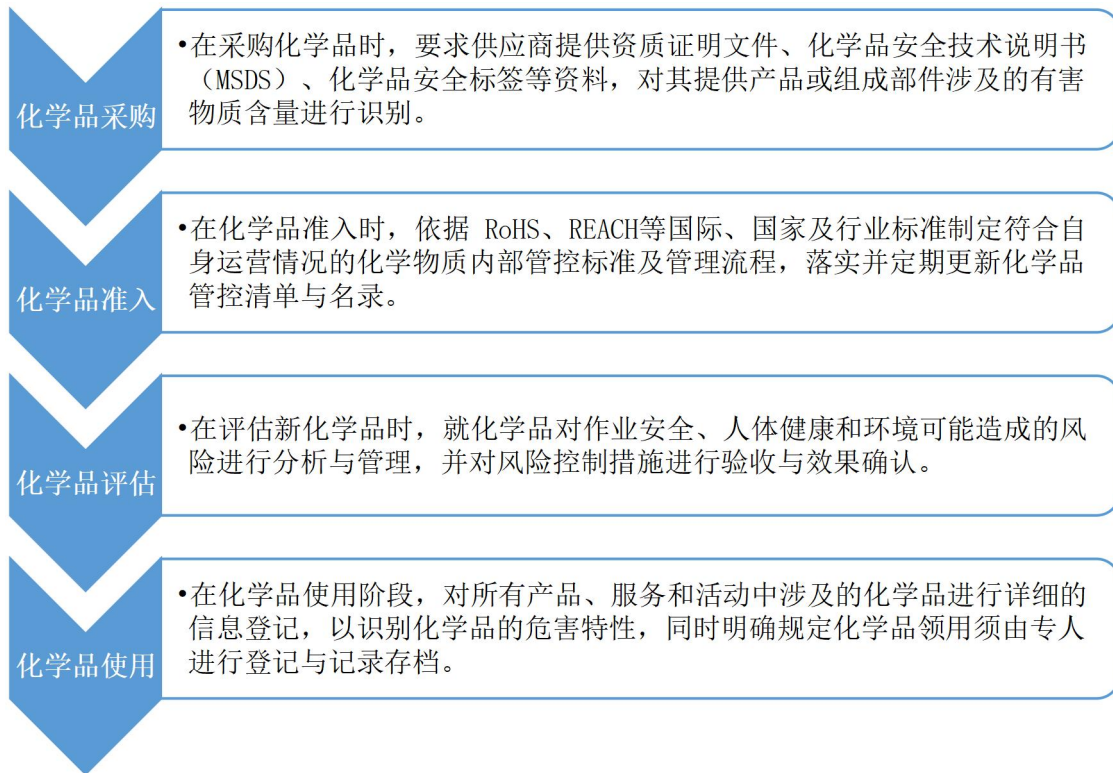 化学品采购
•在采购化学品时，要求供应商提供资质证明文件、化学品安全技术说明书
（MSDS）、化学品安全标签等资料，对其提供产品或组成部件涉及的有害
物质含量进行识别。
化学品准入
•在化学品准入时，依据 RoHS、REACH等国际、国家及行业标准制定符合自
身运营情况的化学物质内部管控标准及管理流程，落实并定期更新化学品
管控清单与名录。
化学品评估
•在评估新化学品时，就化学品对作业安全、人体健康和环境可能造成的风
险进行分析与管理，并对风险控制措施进行验收与效果确认。
化学品使用
•在化学品使用阶段，对所有产品、服务和活动中涉及的化学品进行详细的
信息登记，以识别化学品的危害特性，同时明确规定化学品领用须由专人
进行登记与记录存档。